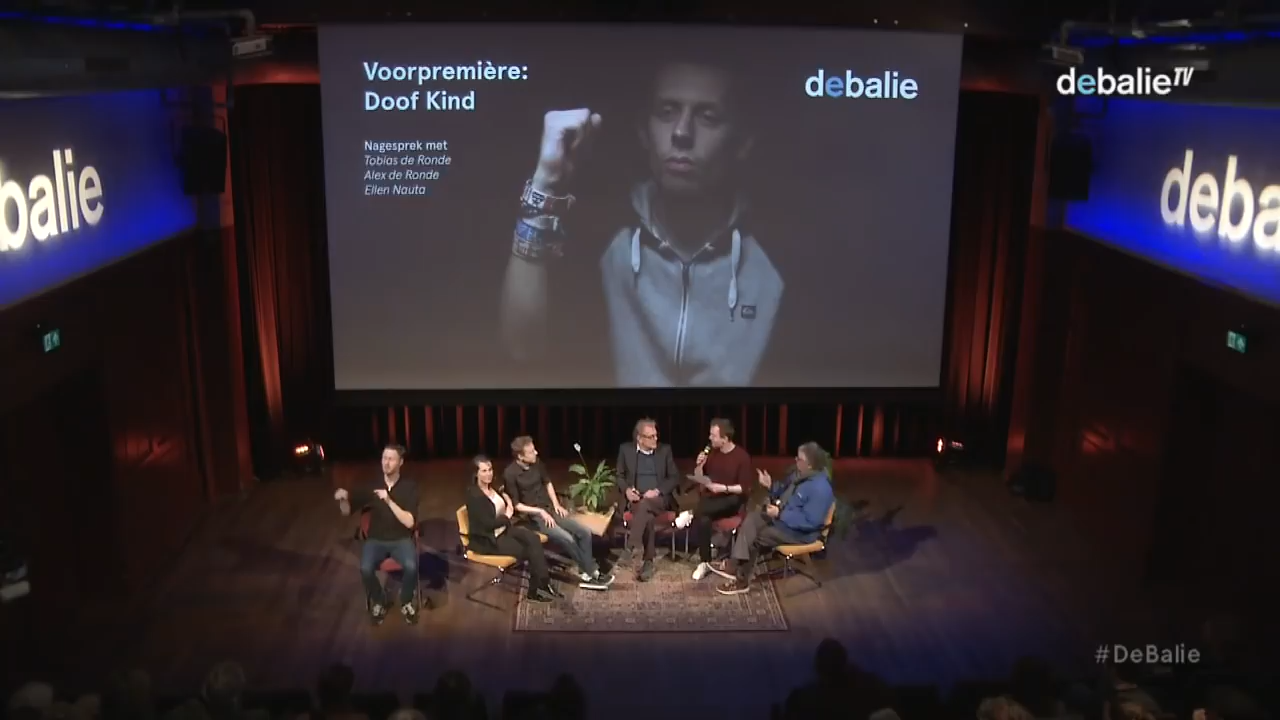 Voorpremière:
Doof Kind
Nagesprek met
Tobias de Ronde
Alex de Ronde
Ellen Nauta
debalie
debalieTV
balie
deba
#DeBalie